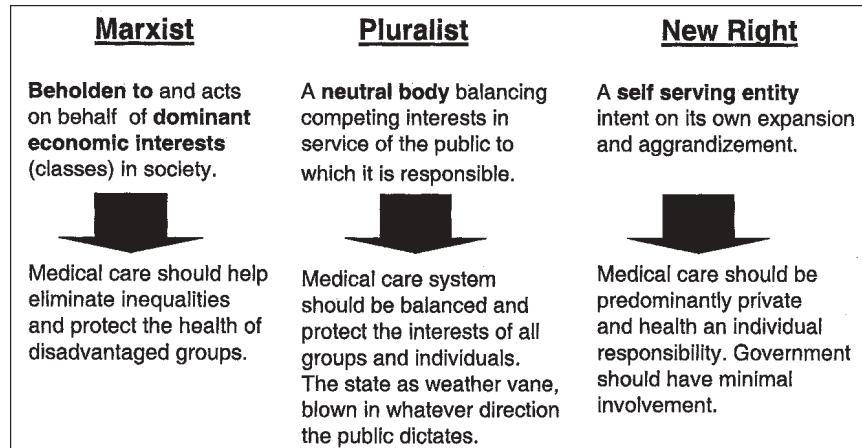 Marxist
Beholden to and acts
on behalf of dominant
economic interests
(classes) in society.
Medical care should help
eliminate inequalities
and protect the health of
disadvantaged groups.
Pluralist
A neutral body balancing
competing interests in
service of the public to
which it is responsible.
Medical care system
should be balanced and
protect the interests of all
groups and individuals.
The state as weather vane,
blown in whatever direction
the public dictates.
New Right
A self serving entity
intent on its own expansion
and aggrandizement.
Medical care should be
predominantly private
and health an individual
responsibility. Government
should have minimal
involvement.